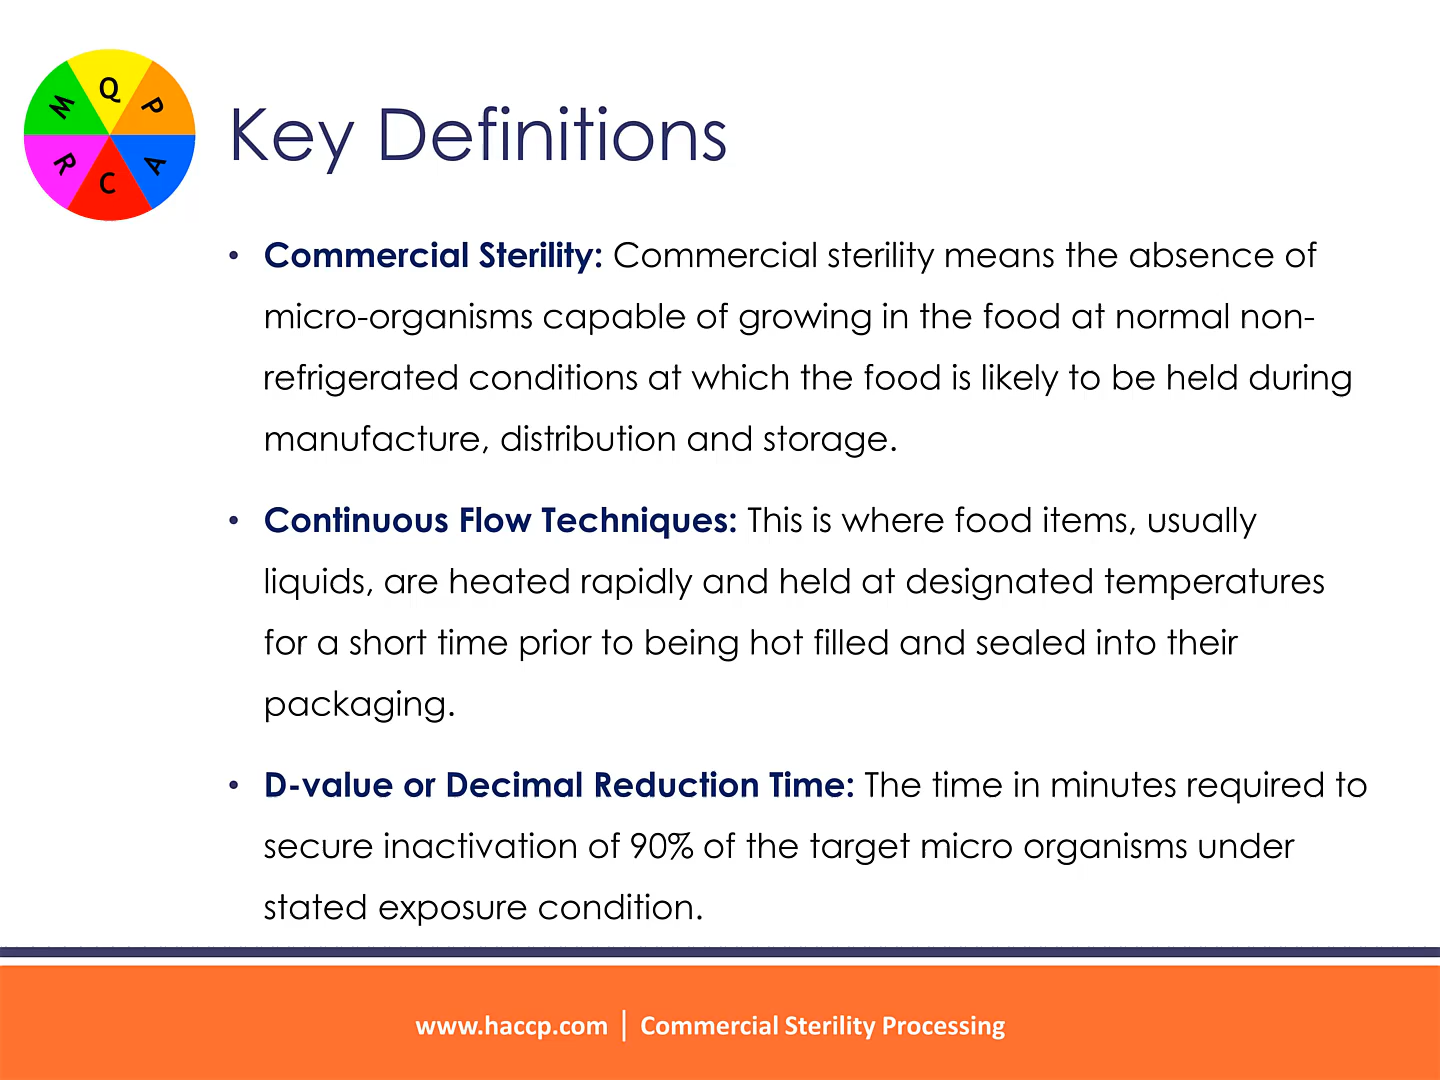 Q
P
A
C
R
M
Key Definitions
• Commercial Sterility: Commercial sterility means the absence of
micro-organisms capable of growing in the food at normal non-
refrigerated conditions at which the food is likely to be held during
manufacture, distribution and storage.
• Continuous Flow Techniques: This is where food items, usually
liquids, are heated rapidly and held at designated temperatures
for a short time prior to being hot filled and sealed into their
packaging.
• D-value or Decimal Reduction Time: The time in minutes required to
secure inactivation of 90% of the target micro organisms under
stated exposure condition.
www.haccp.com | Commercial Sterility Processing